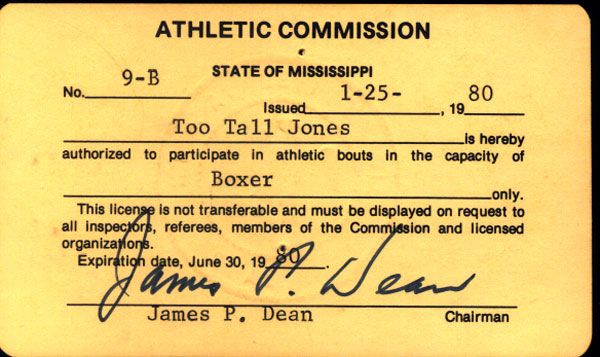 ATHLETIC COMMISSION
STATE OF MISSISSIPPI
No. 9-B
Issued 1-25- , 19 80
Too Tall Jones is hereby
authorized to participate in athletic bouts in the capacity of
Boxer only.
This license is not transferable and must be displayed on request to
all inspectors, referees, members of the Commission and licensed
organizations.
Expiration date, June 30, 19 80.
James P. Dean
James P. Dean Chairman